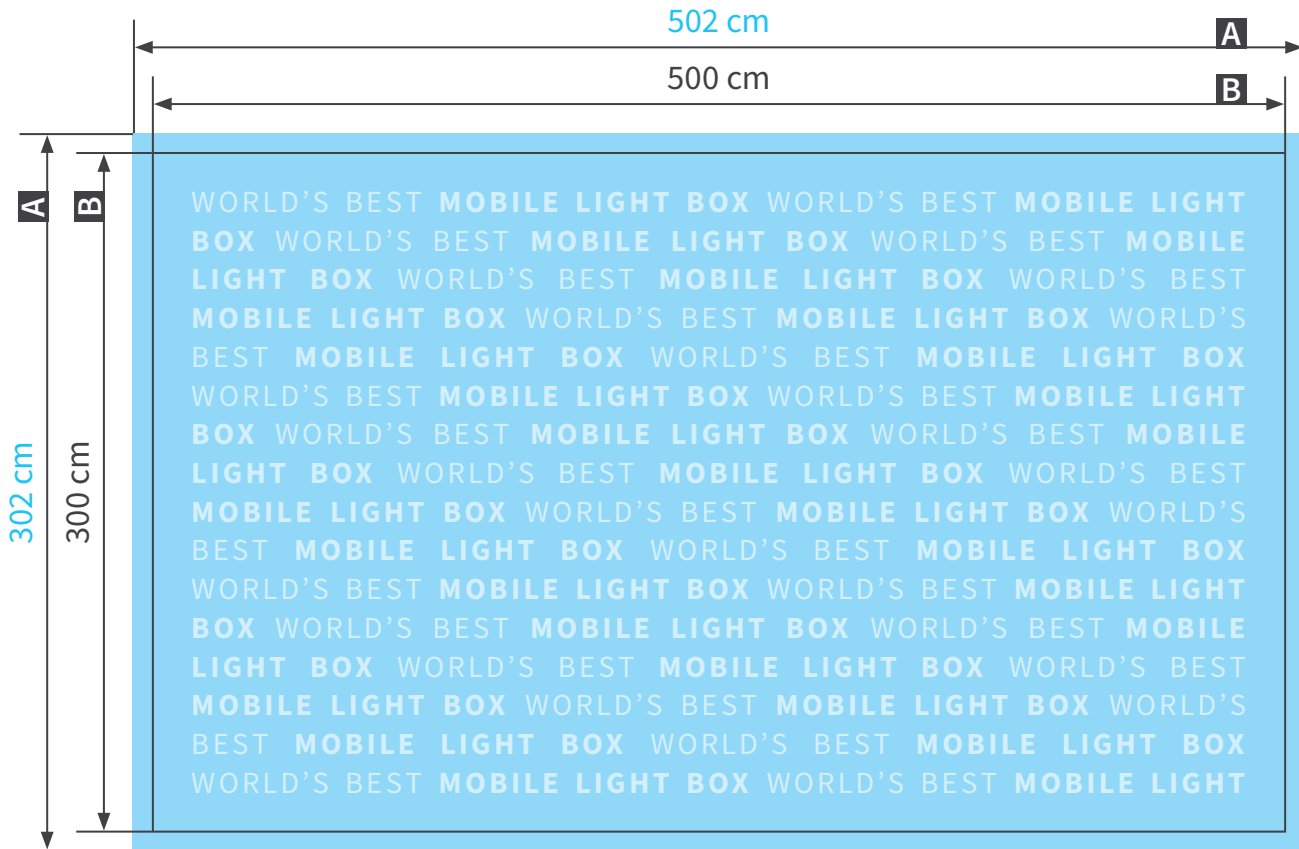 502 cm
A
500 cm
B
A
B
WORLD’S BEST MOBILE LIGHT BOX WORLD’S BEST MOBILE LIGHT
BOX WORLD’S BEST MOBILE LIGHT BOX WORLD’S BEST MOBILE
LIGHT BOX WORLD’S BEST MOBILE LIGHT BOX WORLD’S BEST
MOBILE LIGHT BOX WORLD’S BEST MOBILE LIGHT BOX WORLD’S
BEST MOBILE LIGHT BOX WORLD’S BEST MOBILE LIGHT BOX
WORLD’S BEST MOBILE LIGHT BOX WORLD’S BEST MOBILE LIGHT
BOX WORLD’S BEST MOBILE LIGHT BOX WORLD’S BEST MOBILE
LIGHT BOX WORLD’S BEST MOBILE LIGHT BOX WORLD’S BEST
MOBILE LIGHT BOX WORLD’S BEST MOBILE LIGHT BOX WORLD’S
BEST MOBILE LIGHT BOX WORLD’S BEST MOBILE LIGHT BOX
WORLD’S BEST MOBILE LIGHT BOX WORLD’S BEST MOBILE LIGHT
BOX WORLD’S BEST MOBILE LIGHT BOX WORLD’S BEST MOBILE
LIGHT BOX WORLD’S BEST MOBILE LIGHT BOX WORLD’S BEST
MOBILE LIGHT BOX WORLD’S BEST MOBILE LIGHT BOX WORLD’S
BEST MOBILE LIGHT BOX WORLD’S BEST MOBILE LIGHT BOX
WORLD’S BEST MOBILE LIGHT BOX WORLD’S BEST MOBILE LIGHT
302 cm
300 cm